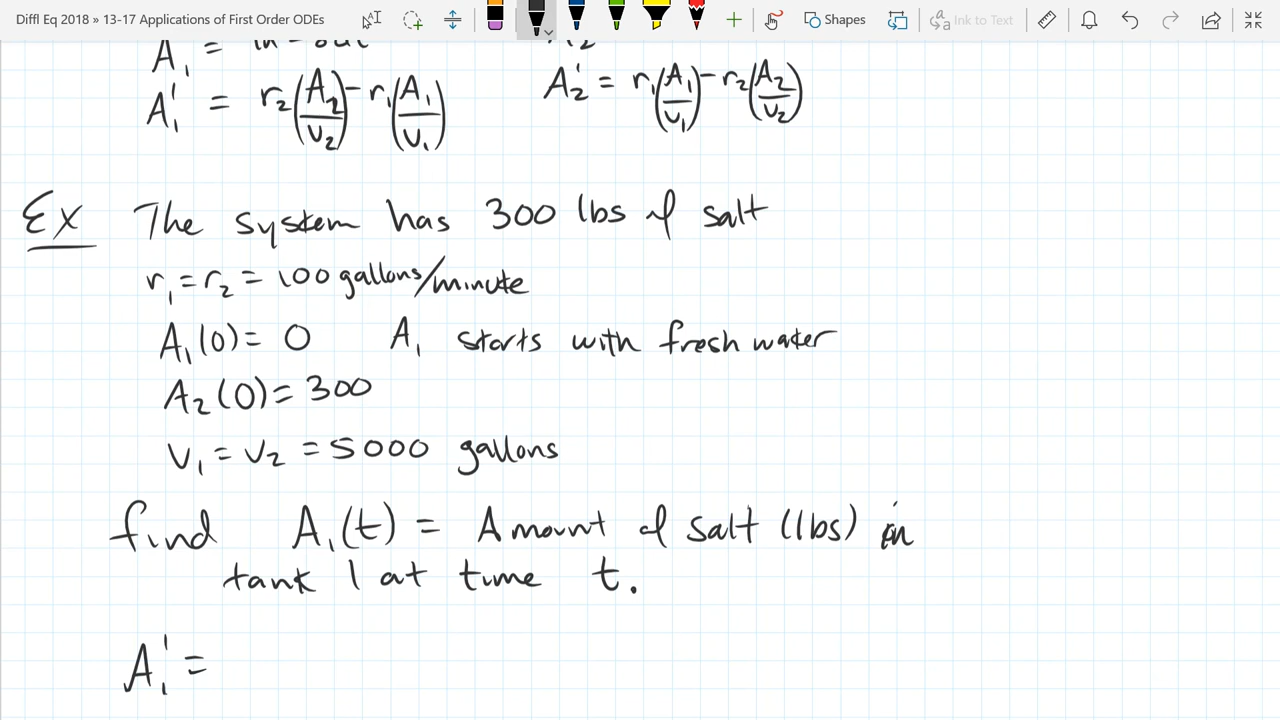 Diffl Eq 2018 » 13-17 Applications of First Order ODEs
Shapes
Ink to Text
A₁' = in - out
A₁' = r₂(A₂/V₂) - r₁(A₁/V₁)
A₂' = r₁(A₁/V₁) - r₂(A₂/V₂)
Ex The system has 300 lbs of salt
r₁ = r₂ = 100 gallons/minute
A₁(0) = 0 A₁ starts with fresh water
A₂(0) = 300
V₁ = V₂ = 5000 gallons
find A₁(t) = Amount of salt (lbs) in
tank 1 at time t.
A₁' =